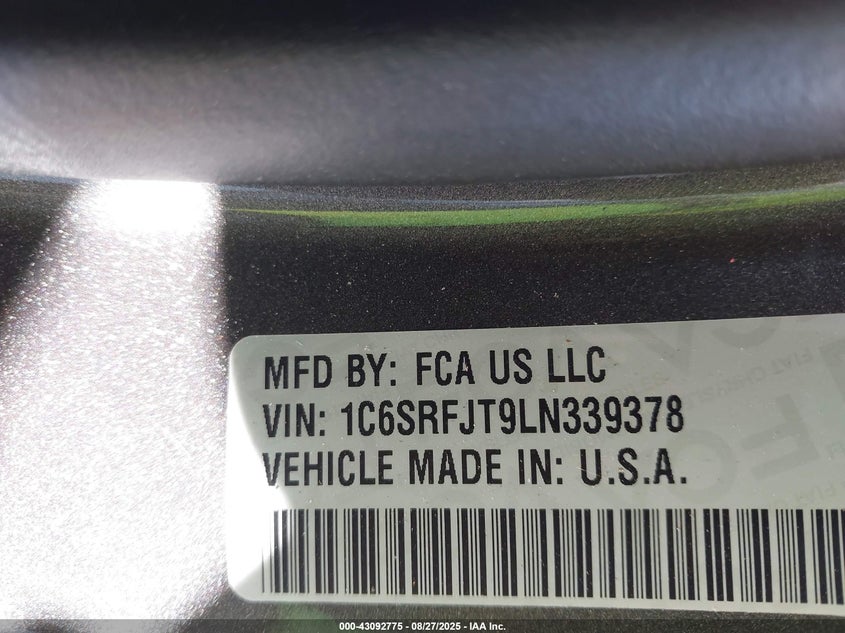 MFD BY: FCA US LLC
VIN: 1C6SRFJT9LN339378
VEHICLE MADE IN: U.S.A.
000-43092775 - 08/27/2025 - IAA Inc.